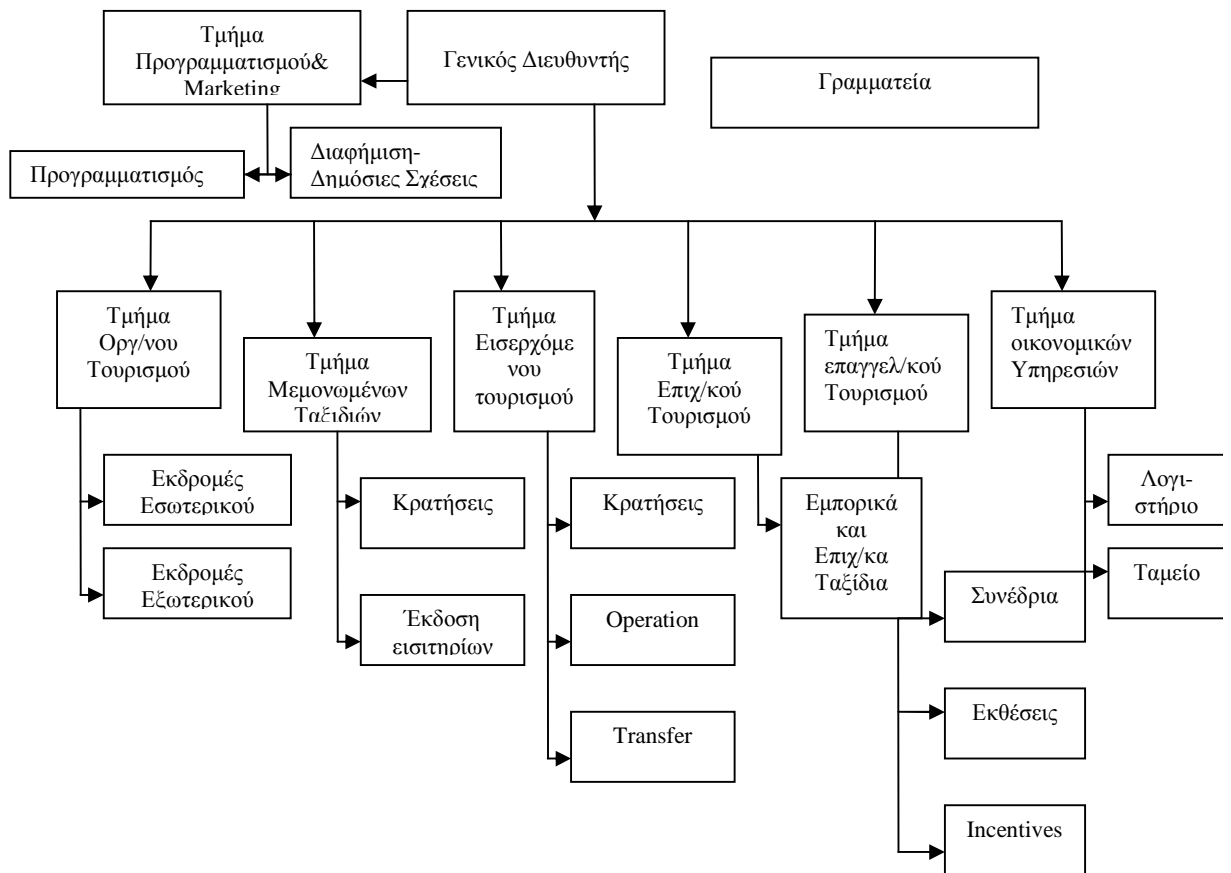 Τμήμα
Προγραμματισμού&
Marketing
Γενικός Διευθυντής
Γραμματεία
Προγραμματισμός
Διαφήμιση-
Δημόσιες Σχέσεις
Τμήμα
Οργ/νου
Τουρισμού
Τμήμα
Μεμονωμένων
Ταξιδιών
Τμήμα
Εισερχόμε
νου
τουρισμού
Τμήμα
Επιχ/κού
Τουρισμού
Τμήμα
επαγγελ/κού
Τουρισμού
Τμήμα
οικονομικών
Υπηρεσιών
Εκδρομές
Εσωτερικού
Εκδρομές
Εξωτερικού
Κρατήσεις
Έκδοση
εισιτηρίων
Κρατήσεις
Operation
Transfer
Εμπορικά
και
Επιχ/κα
Ταξίδια
Συνέδρια
Εκθέσεις
Incentives
Λογι-
στήριο
Ταμείο